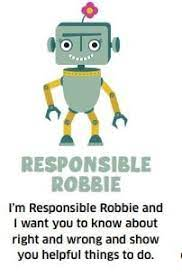 RESPONSIBLE
ROBBIE
I'm Responsible Robbie and
I want you to know about
right and wrong and show
you helpful things to do.